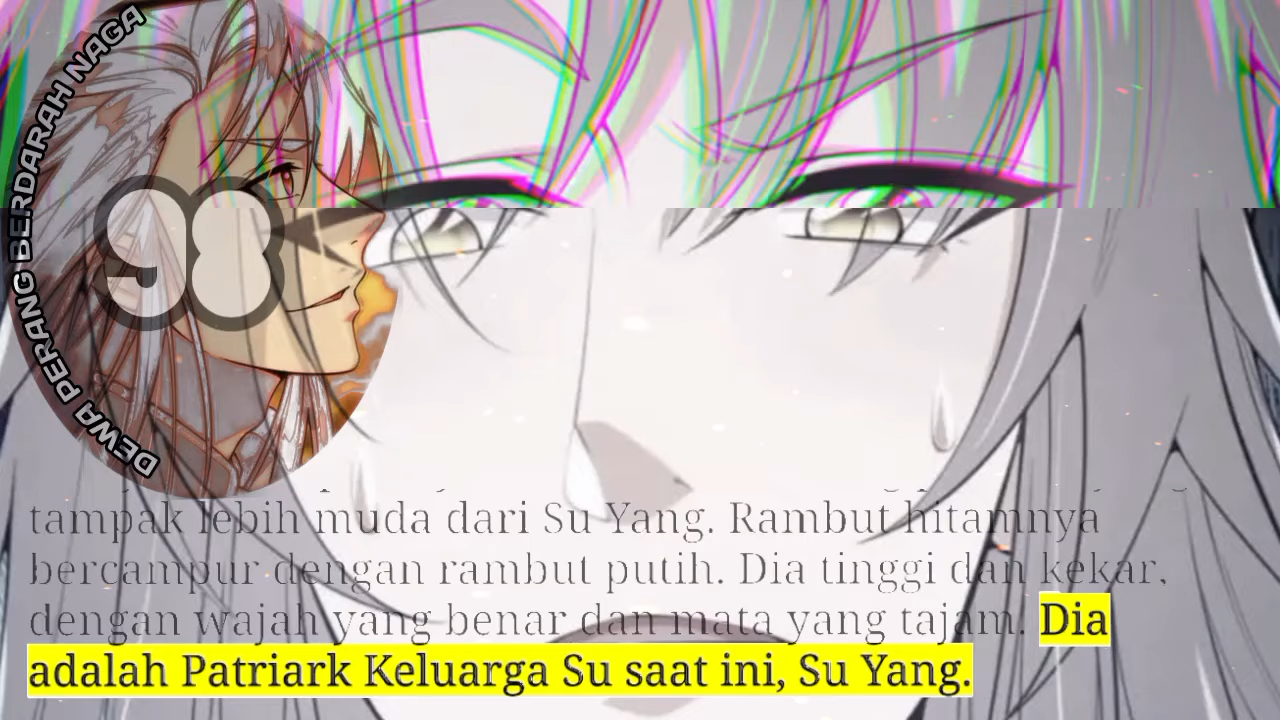 DEWA PERANG BERDARAH NAGA
98
tampak lebih muda dari Su Yang. Rambut hitamnya
bercampur dengan rambut putih. Dia tinggi dan kekar,
dengan wajah yang benar dan mata yang tajam. Dia
adalah Patriark Keluarga Su saat ini, Su Yang.